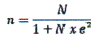 n = N / 1 + N x e²